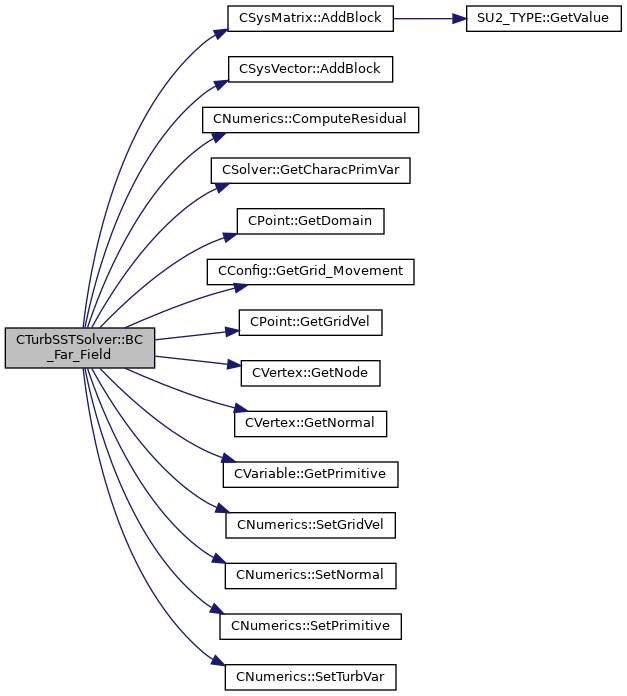 CTurbSSTSolver::BC
_Far_Field
CSysMatrix::AddBlock
SU2_TYPE::GetValue
CSysVector::AddBlock
CNumerics::ComputeResidual
CSolver::GetCharacPrimVar
CPoint::GetDomain
CConfig::GetGrid_Movement
CPoint::GetGridVel
CVertex::GetNode
CVertex::GetNormal
CVariable::GetPrimitive
CNumerics::SetGridVel
CNumerics::SetNormal
CNumerics::SetPrimitive
CNumerics::SetTurbVar